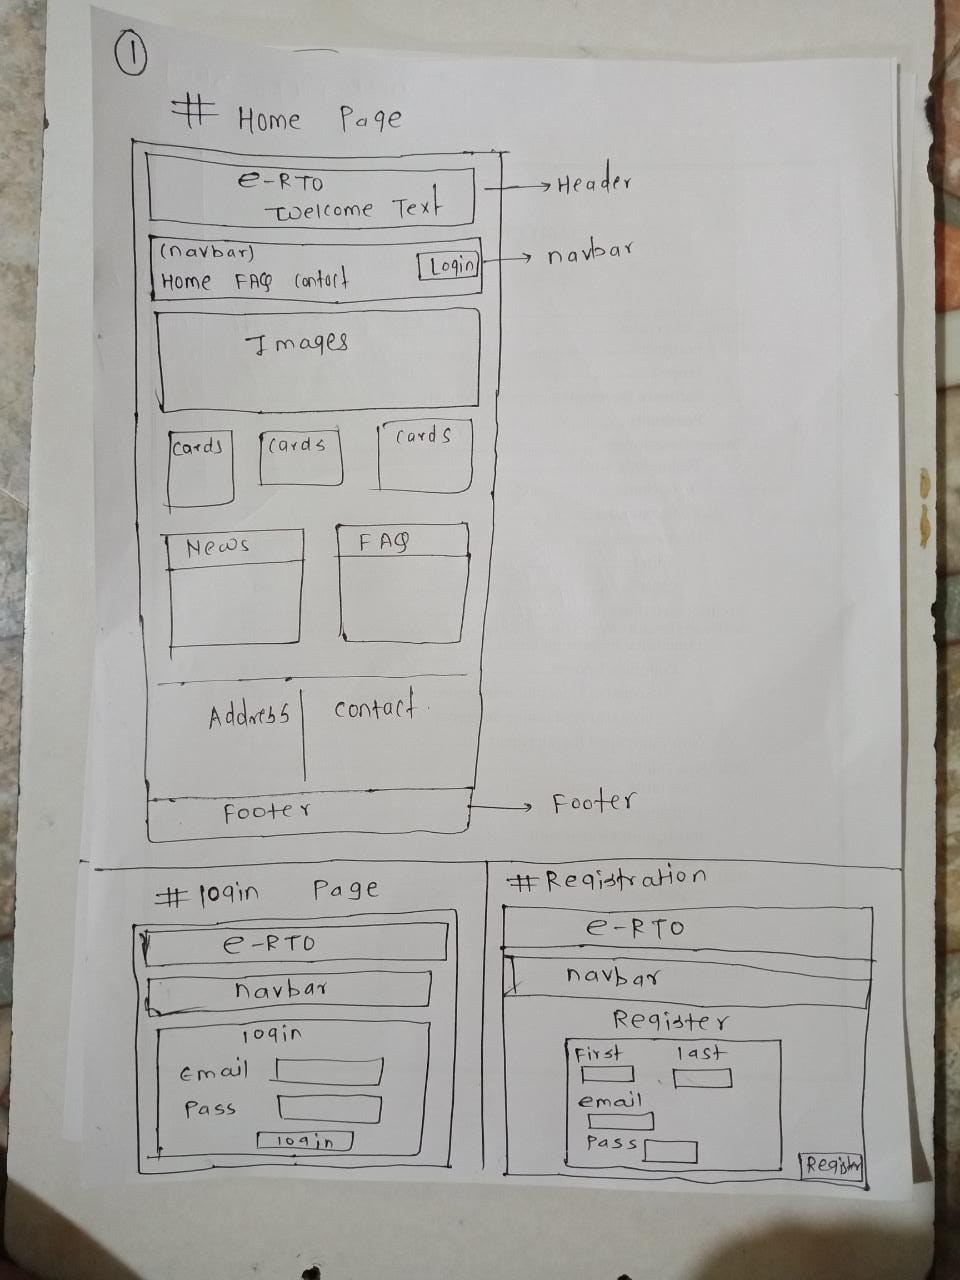 1
# Home Page
e-RTO
Welcome Text
Header
(navbar)
Home FAQ Contact
Login
navbar
Images
Cards
Cards
Cards
News
FAQ
Address
Contact.
Footer
Footer
# login Page
e-RTO
navbar
login
Email
Pass
login
# Registration
e-RTO
navbar
Register
First last
email
Pass
Registr